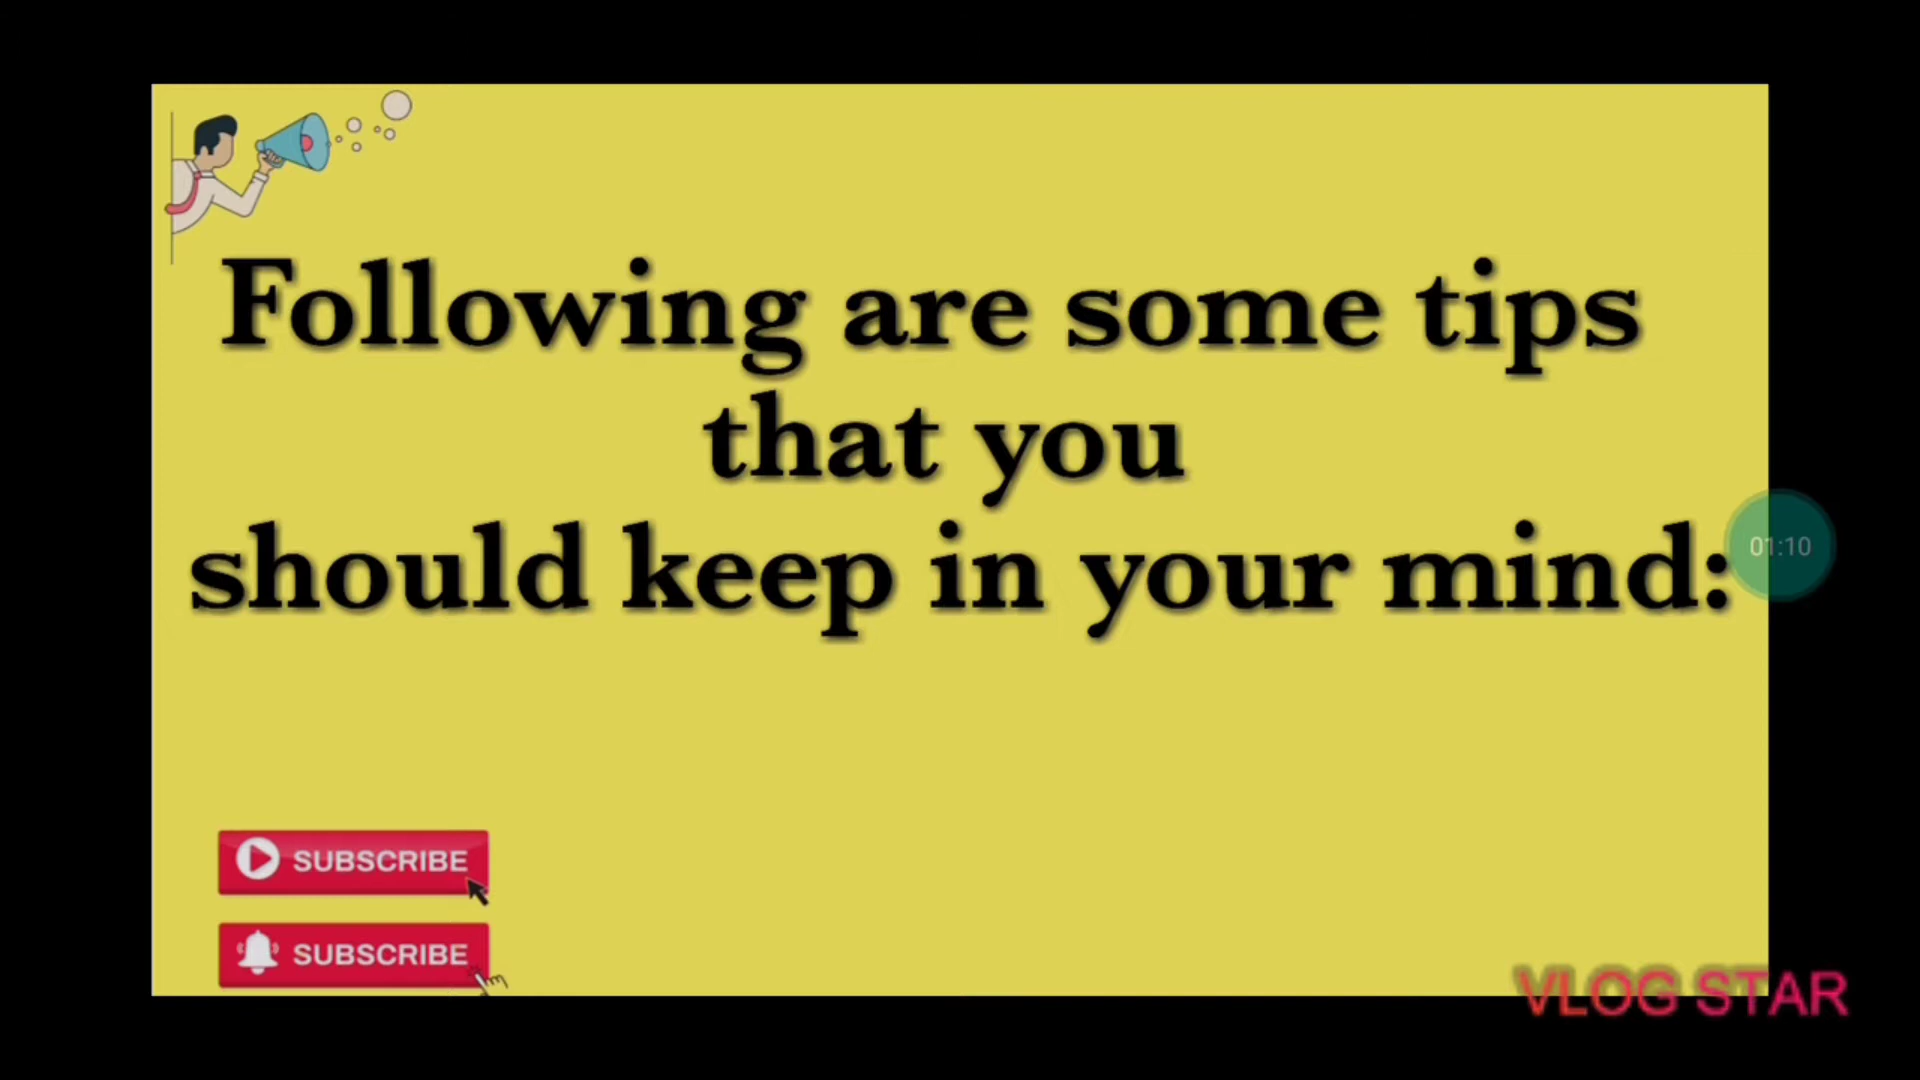 Following are some tips
that you
should keep in your mind:
01:10
SUBSCRIBE
SUBSCRIBE
VLOG STAR